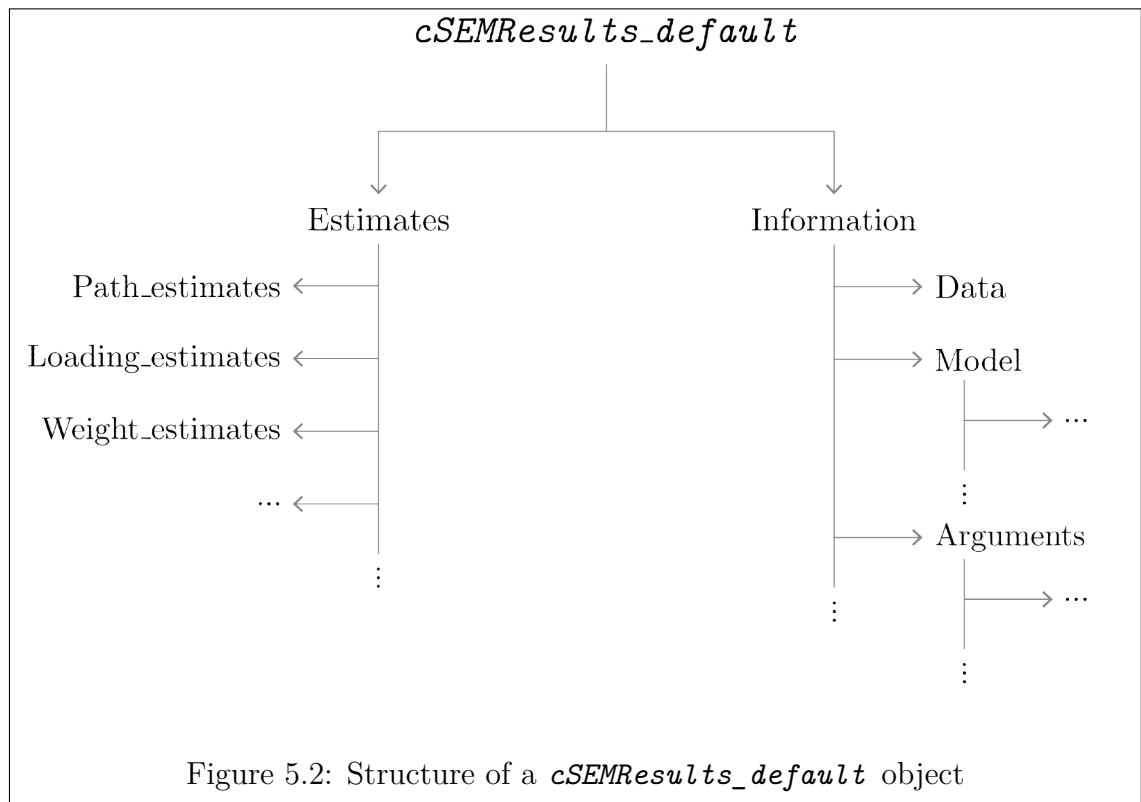 cSEMResults_default
Estimates
Information
Path_estimates
Data
Loading_estimates
Model
Weight_estimates
...
...
⋮
Arguments
⋮
...
⋮
⋮
Figure 5.2: Structure of a cSEMResults_default object